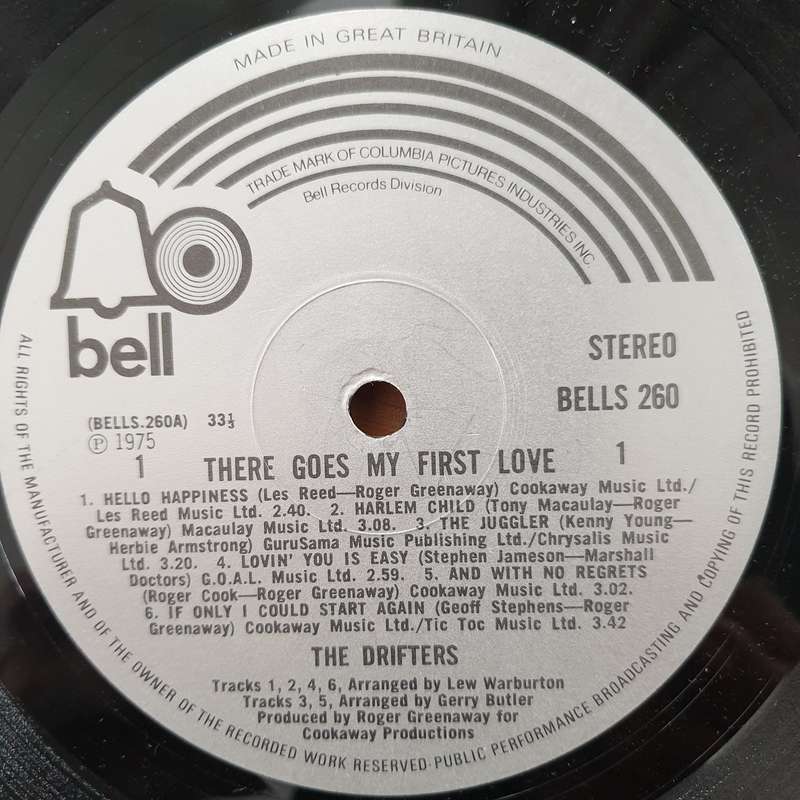 MADE IN GREAT BRITAIN
TRADE MARK OF COLUMBIA PICTURES INDUSTRIES INC.
Bell Records Division
bell
STEREO
BELLS 260
(BELLS.260A) 33⅓
Ⓟ 1975
1 THERE GOES MY FIRST LOVE 1
1. HELLO HAPPINESS (Les Reed—Roger Greenaway) Cookaway Music Ltd./
Les Reed Music Ltd. 2.40. 2. HARLEM CHILD (Tony Macaulay—Roger
Greenaway) Macaulay Music Ltd. 3.08. 3. THE JUGGLER (Kenny Young—
Herbie Armstrong) GuruSama Music Publishing Ltd./Chrysalis Music
Ltd. 3.20. 4. LOVIN' YOU IS EASY (Stephen Jameson—Marshall
Doctors) G.O.A.L. Music Ltd. 2.59. 5. AND WITH NO REGRETS
(Roger Cook—Roger Greenaway) Cookaway Music Ltd. 3.02.
6. IF ONLY I COULD START AGAIN (Geoff Stephens—Roger
Greenaway) Cookaway Music Ltd./Tic Toc Music Ltd. 3.42
THE DRIFTERS
Tracks 1, 2, 4, 6, Arranged by Lew Warburton
Tracks 3, 5, Arranged by Gerry Butler
Produced by Roger Greenaway for
Cookaway Productions
ALL RIGHTS OF THE MANUFACTURER AND OF THE OWNER OF THE RECORDED WORK RESERVED·PUBLIC PERFORMANCE BROADCASTING AND COPYING OF THIS RECORD PROHIBITED